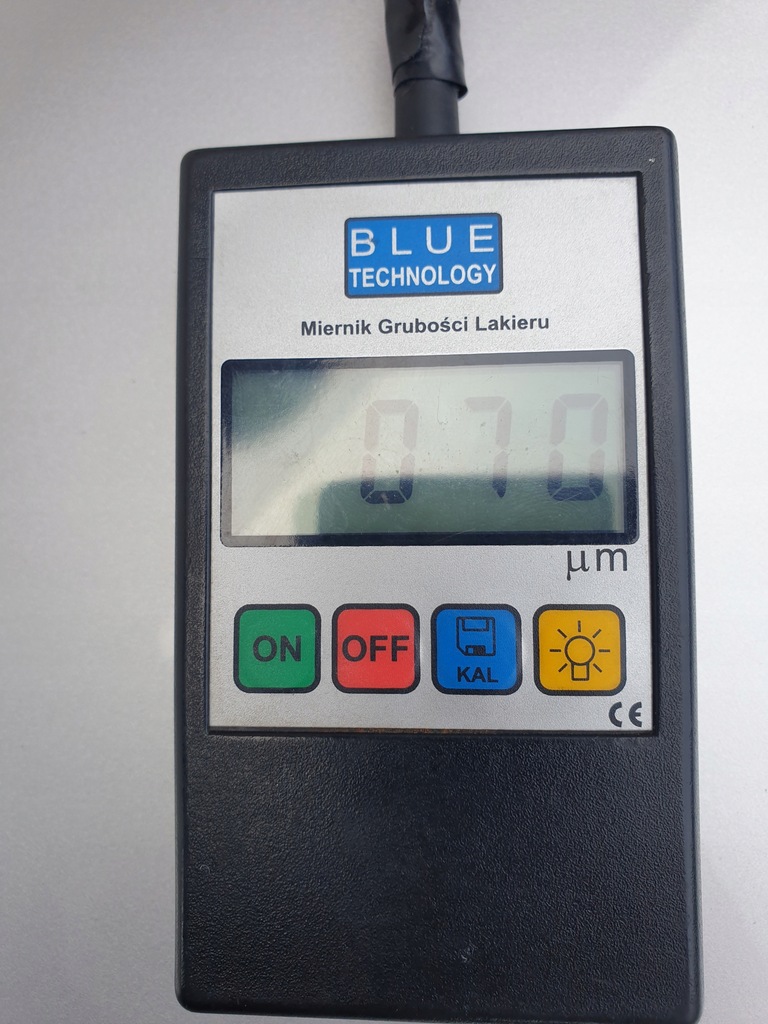 BLUE
TECHNOLOGY
Miernik Grubości Lakieru
070
µm
ON
OFF
KAL
CE